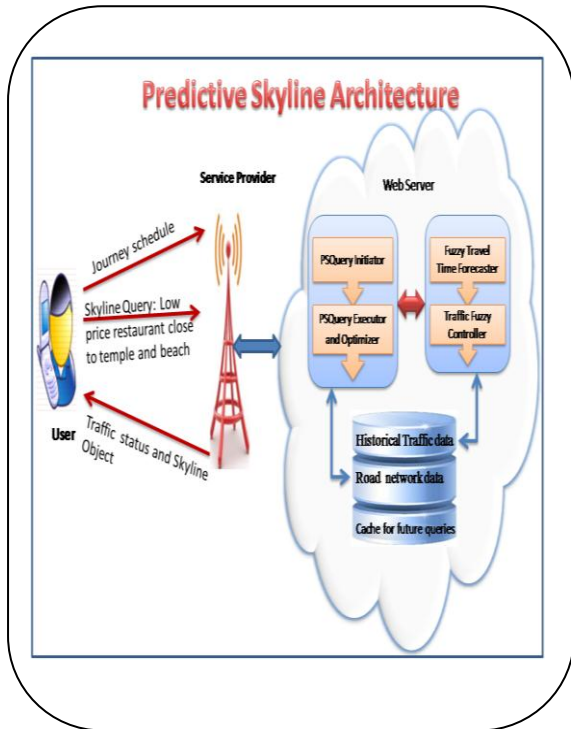 Predictive Skyline Architecture
Service Provider
Web Server
Journey schedule
Skyline Query: Low
price restaurant close
to temple and beach
Traffic status and Skyline
Object
User
PSQuery Initiator
PSQuery Executor
and Optimizer
Fuzzy Travel
Time Forecaster
Traffic Fuzzy
Controller
Historical Traffic data
Road network data
Cache for future queries